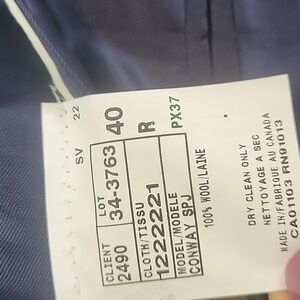 SV 22
CLIENT LOT
2490 34-3763 40
CLOTH/TISSU
1222221 R
MODEL/MODELE
CONWAY SPJ PX37
100% WOOL/LAINE
DRY CLEAN ONLY
NETTOYAGE A SEC
MADE IN/FABRIQUE AU CANADA
CA01103 RN91013